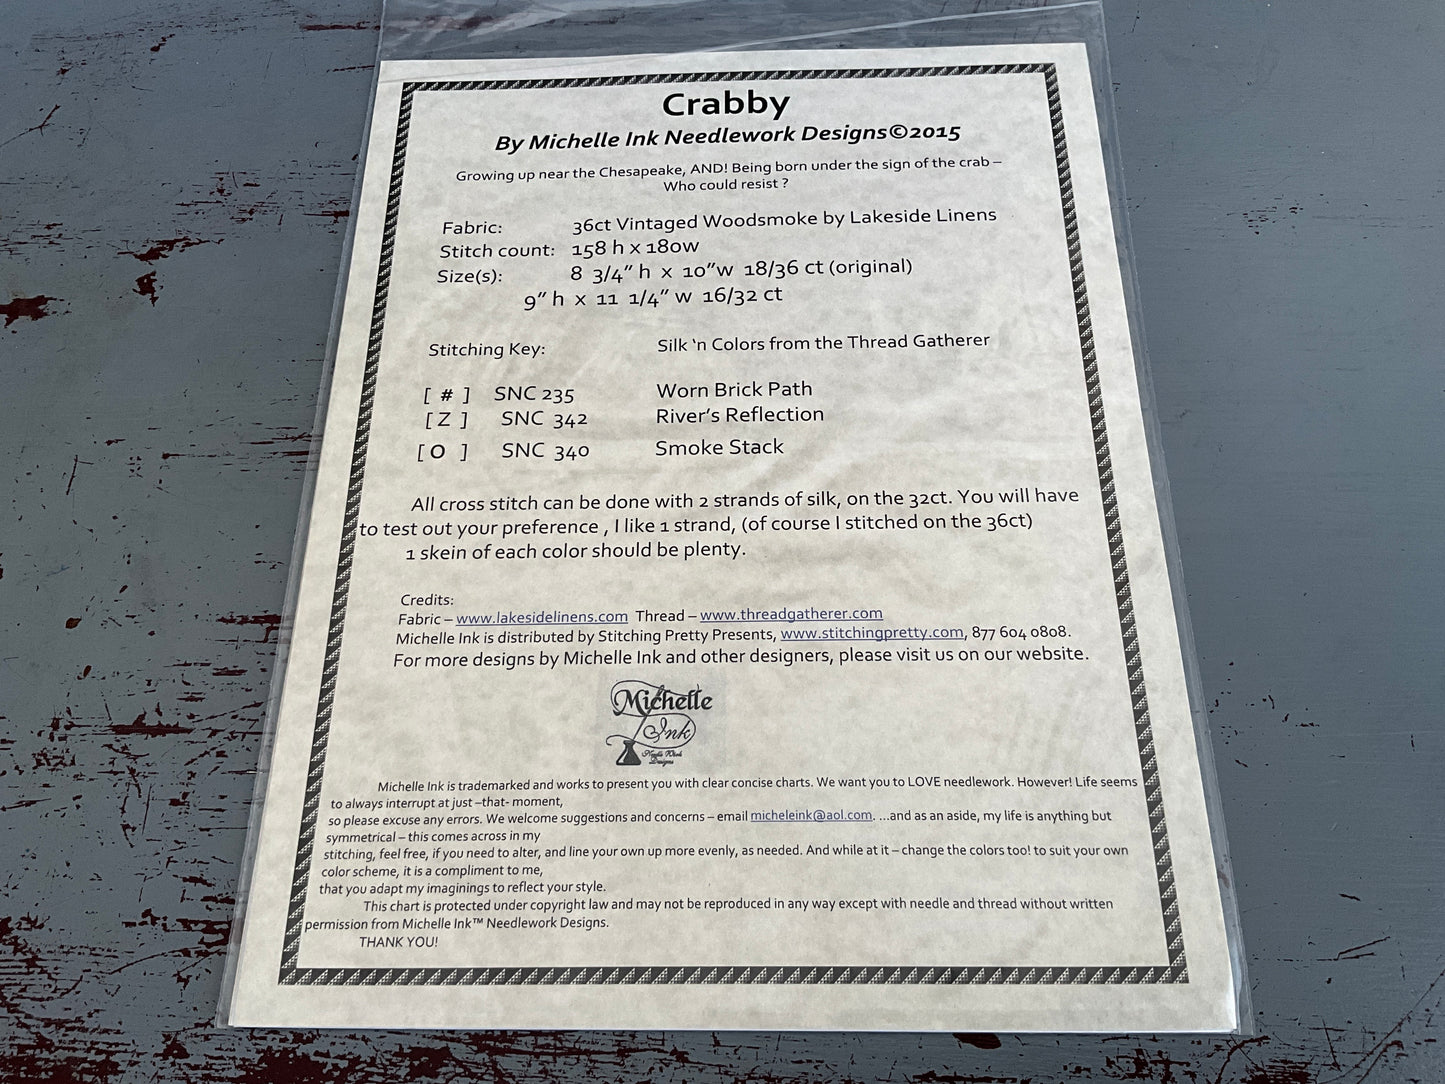 Crabby
By Michelle Ink Needlework Designs©2015
Growing up near the Chesapeake, AND! Being born under the sign of the crab –
Who could resist ?
Fabric: 36ct Vintaged Woodsmoke by Lakeside Linens
Stitch count: 158 h x 180w
Size(s): 8 3/4” h x 10”w 18/36 ct (original)
9” h x 11 1/4” w 16/32 ct
Stitching Key: Silk ‘n Colors from the Thread Gatherer
[ # ] SNC 235 Worn Brick Path
[ Z ] SNC 342 River’s Reflection
[ O ] SNC 340 Smoke Stack
All cross stitch can be done with 2 strands of silk, on the 32ct. You will have
to test out your preference , I like 1 strand, (of course I stitched on the 36ct)
1 skein of each color should be plenty.
Credits:
Fabric – www.lakesidelinens.com Thread – www.threadgatherer.com
Michelle Ink is distributed by Stitching Pretty Presents, www.stitchingpretty.com, 877 604 0808.
For more designs by Michelle Ink and other designers, please visit us on our website.
Michelle
Ink
Needle Work
Designs
Michelle Ink is trademarked and works to present you with clear concise charts. We want you to LOVE needlework. However! Life seems
to always interrupt at just –that- moment,
so please excuse any errors. We welcome suggestions and concerns – email micheleink@aol.com. ...and as an aside, my life is anything but
symmetrical – this comes across in my
stitching, feel free, if you need to alter, and line your own up more evenly, as needed. And while at it – change the colors too! to suit your own
color scheme, it is a compliment to me,
that you adapt my imaginings to reflect your style.
This chart is protected under copyright law and may not be reproduced in any way except with needle and thread without written
permission from Michelle Ink™ Needlework Designs.
THANK YOU!